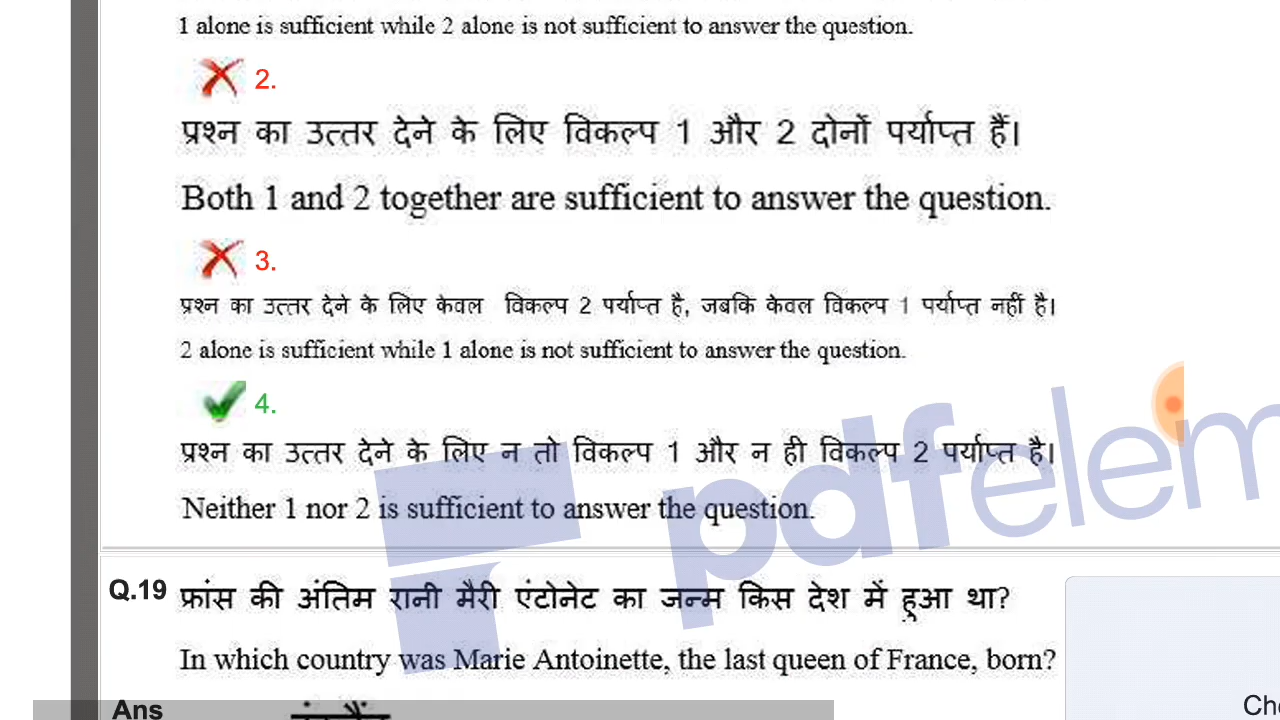 1 alone is sufficient while 2 alone is not sufficient to answer the question.
2.
प्रश्न का उत्तर देने के लिए विकल्प 1 और 2 दोनों पर्याप्त हैं।
Both 1 and 2 together are sufficient to answer the question.
3.
प्रश्न का उत्तर देने के लिए केवल विकल्प 2 पर्याप्त है, जबकि केवल विकल्प 1 पर्याप्त नहीं है।
2 alone is sufficient while 1 alone is not sufficient to answer the question.
4.
प्रश्न का उत्तर देने के लिए न तो विकल्प 1 और न ही विकल्प 2 पर्याप्त है।
Neither 1 nor 2 is sufficient to answer the question.
pdfelem
Q.19 फ्रांस की अंतिम रानी मैरी एंटोनेट का जन्म किस देश में हुआ था?
In which country was Marie Antoinette, the last queen of France, born?
Ans